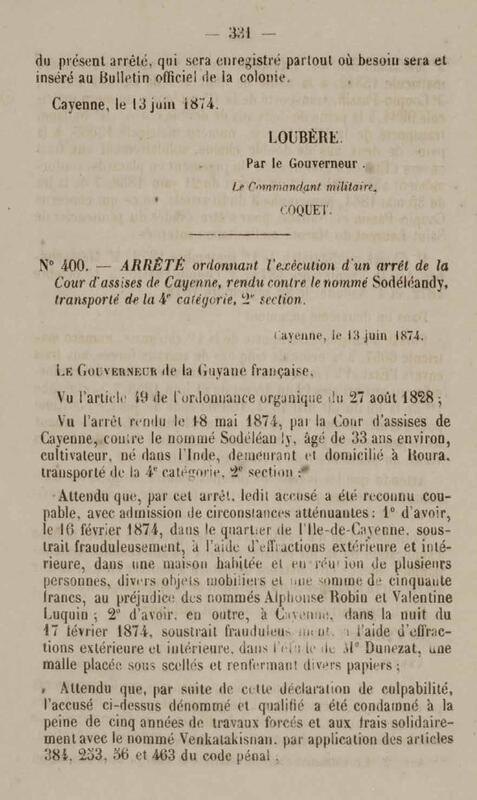 — 331 —
du présent arrêté, qui sera enregistré partout où besoin sera et
inséré au Bulletin officiel de la colonie.
Cayenne, le 13 juin 1874.
LOUBÈRE.
Par le Gouverneur :
Le Commandant militaire,
COQUET.
N° 400. — ARRÊTÉ ordonnant l'exécution d'un arrêt de la
Cour d'assises de Cayenne, rendu contre le nommé Sodéléandy,
transporté de la 4e catégorie, 2e section.
Cayenne, le 13 juin 1874.
LE GOUVERNEUR de la Guyane française,
Vu l'article 49 de l'ordonnance organique du 27 août 1828 ;
Vu l'arrêt rendu le 18 mai 1874, par la Cour d'assises de
Cayenne, contre le nommé Sodéléandy, âgé de 33 ans environ,
cultivateur, né dans l'Inde, demeurant et domicilié à Roura,
transporté de la 4e catégorie, 2e section ;
Attendu que, par cet arrêt, ledit accusé a été reconnu cou-
pable, avec admission de circonstances atténuantes : 1° d'avoir,
le 16 février 1874, dans le quartier de l'Ile-de-Cayenne, sous-
trait frauduleusement, à l'aide d'effractions extérieure et inté-
rieure, dans une maison habitée et en réunion de plusieurs
personnes, divers objets mobiliers et une somme de cinquante
francs, au préjudice des nommés Alphonse Robin et Valentine
Luquin ; 2° d'avoir, en outre, à Cayenne, dans la nuit du
17 février 1874, soustrait frauduleusement, à l'aide d'effrac-
tions extérieure et intérieure, dans l'étude de Me Dunezat, une
malle placée sous scellés et renfermant divers papiers ;
Attendu que, par suite de cette déclaration de culpabilité,
l'accusé ci-dessus dénommé et qualifié a été condamné à la
peine de cinq années de travaux forcés et aux frais solidaire-
ment avec le nommé Venkatakisnan, par application des articles
384, 253, 56 et 463 du code pénal ;